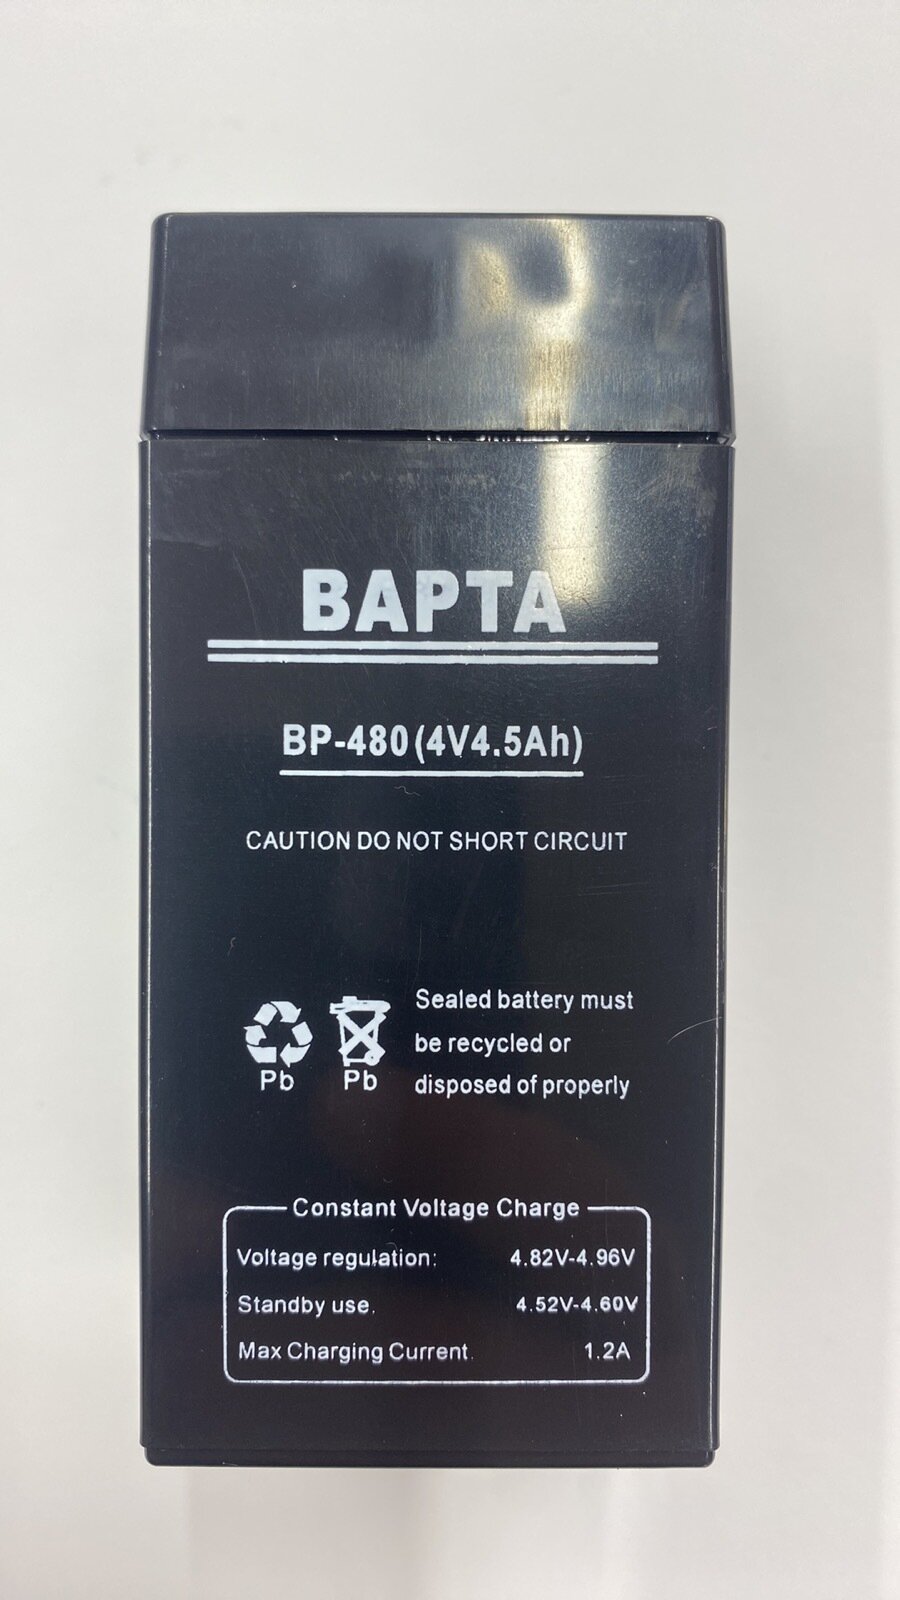 BAPTA
BP-480(4V4.5Ah)
CAUTION DO NOT SHORT CIRCUIT
Sealed battery must
be recycled or
disposed of properly
Pb Pb
Constant Voltage Charge
Voltage regulation: 4.82V-4.96V
Standby use. 4.52V-4.60V
Max Charging Current. 1.2A